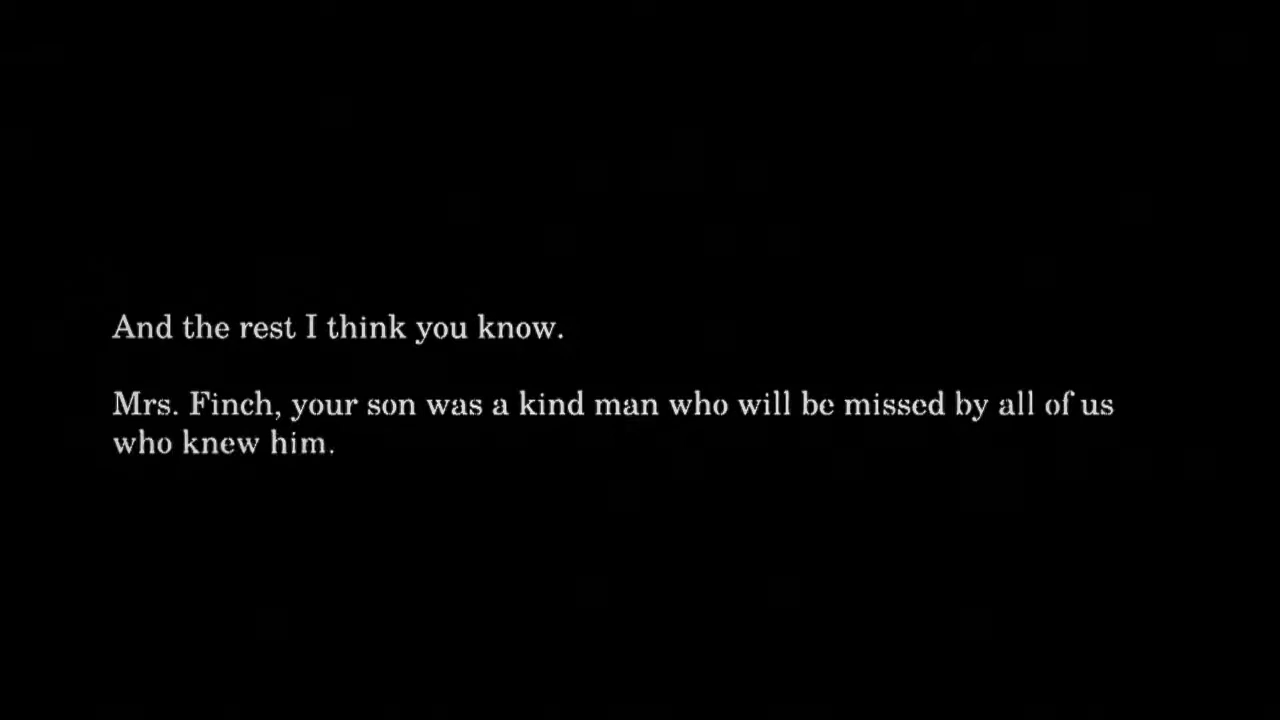 And the rest I think you know.
Mrs. Finch, your son was a kind man who will be missed by all of us
who knew him.